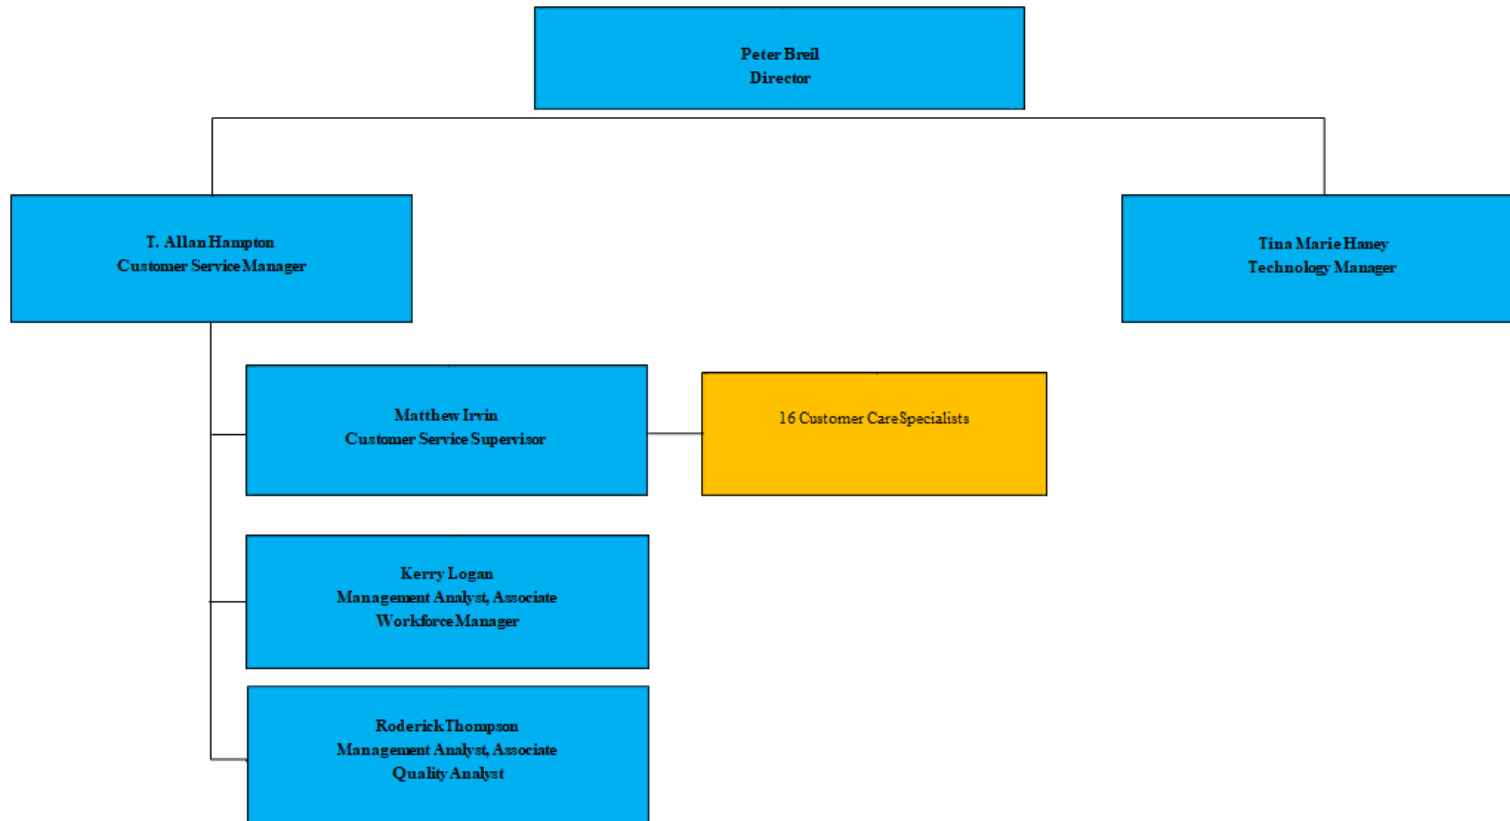 Peter Breil
Director
T. Allan Hampton
Customer Service Manager
Tina Marie Haney
Technology Manager
Matthew Irvin
Customer Service Supervisor
16 Customer Care Specialists
Kerry Logan
Management Analyst, Associate
Workforce Manager
Roderick Thompson
Management Analyst, Associate
Quality Analyst